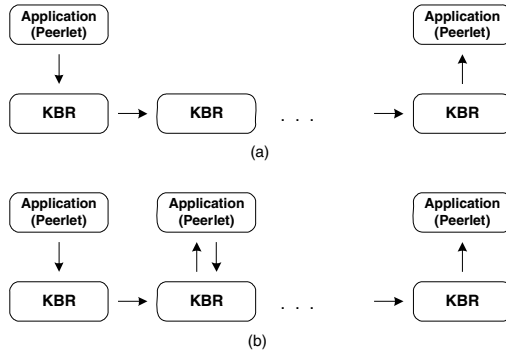 Application
(Peerlet)
Application
(Peerlet)
KBR
KBR
. . .
KBR
(a)
Application
(Peerlet)
Application
(Peerlet)
Application
(Peerlet)
KBR
KBR
. . .
KBR
(b)